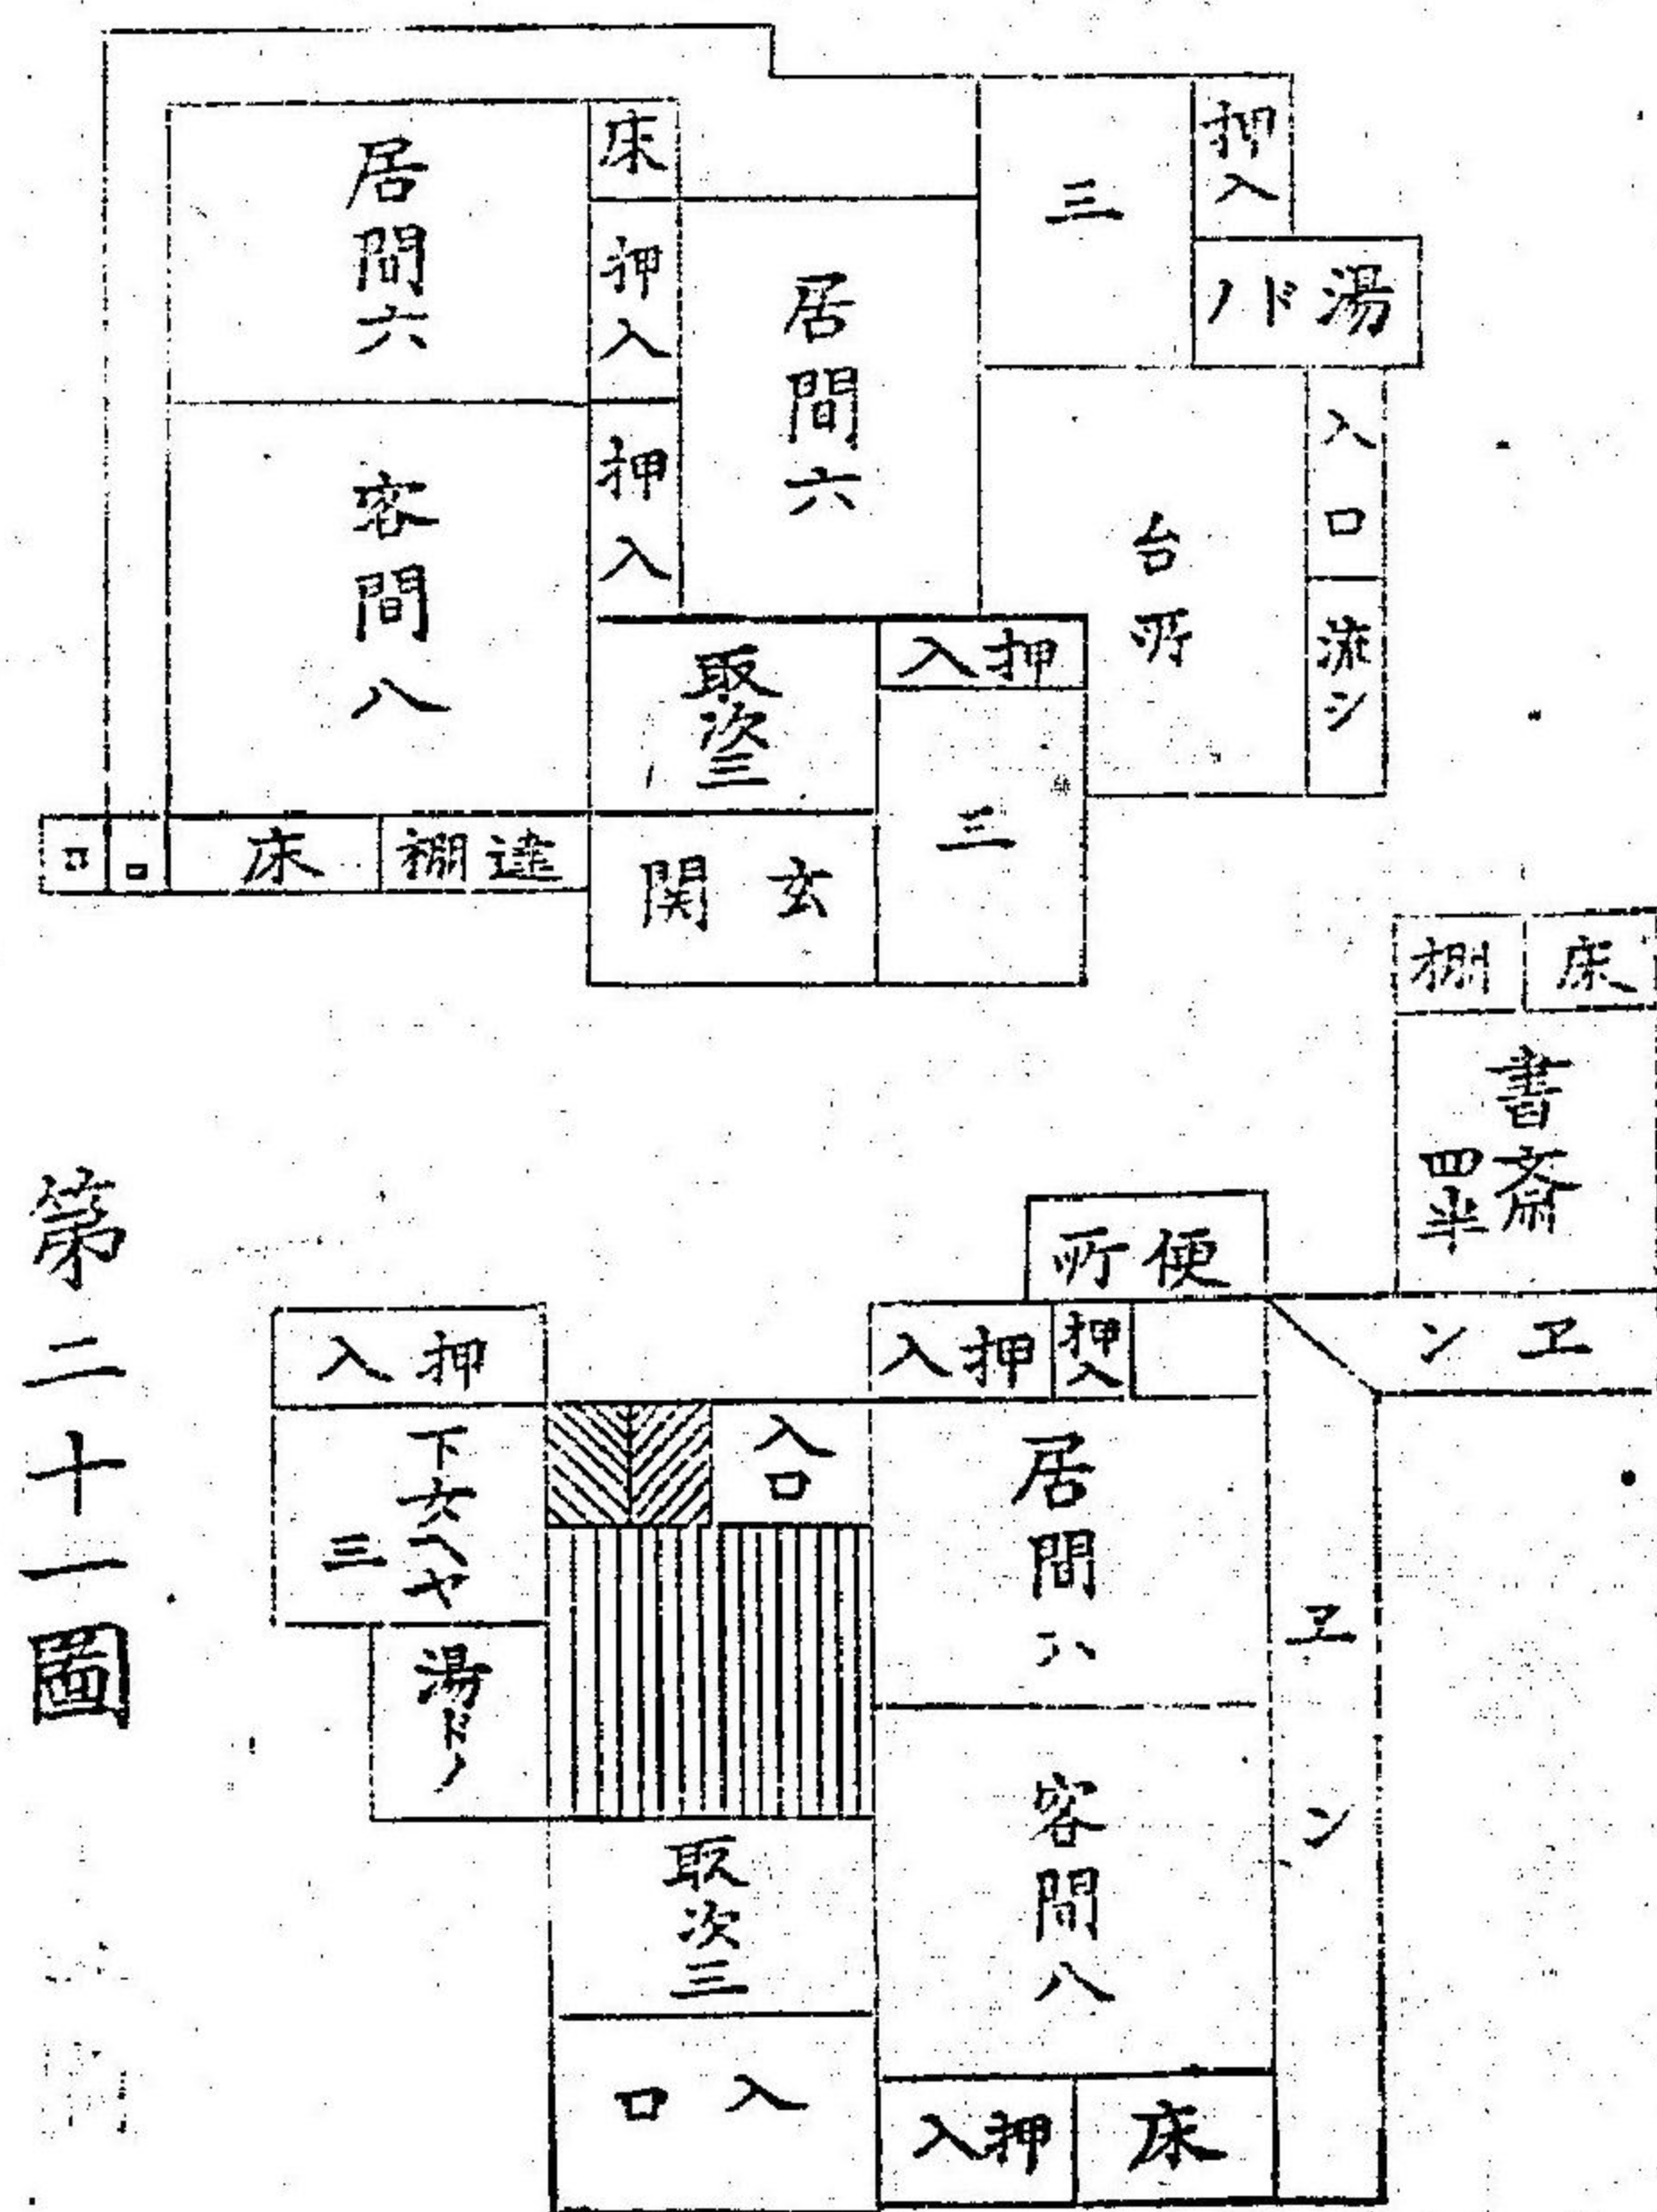 居間六
床
押入
押入
客間八
居間六
三
押入
湯ドノ
台所
入口
流シ
取次三
押入
三
玄関
違棚
床
床
棚
書斎
四半
便所
押入
押入
エン
エン
居間八
客間八
床
押入
入口
押入
下女ヘヤ
三
湯ドノ
取次三
入口
第二十一圖